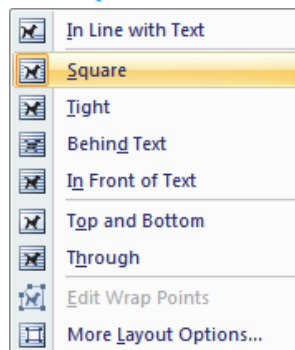 In Line with Text
Square
Tight
Behind Text
In Front of Text
Top and Bottom
Through
Edit Wrap Points
More Layout Options...